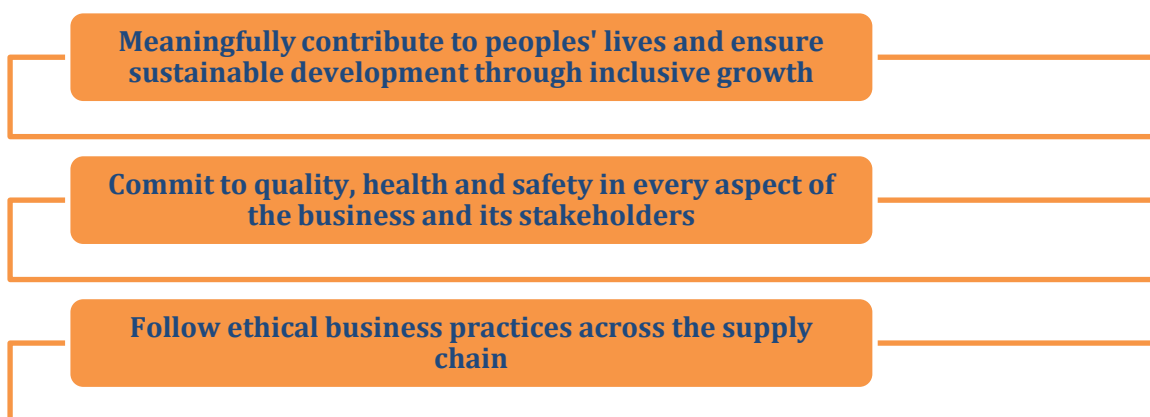 Meaningfully contribute to peoples' lives and ensure
sustainable development through inclusive growth
Commit to quality, health and safety in every aspect of
the business and its stakeholders
Follow ethical business practices across the supply
chain